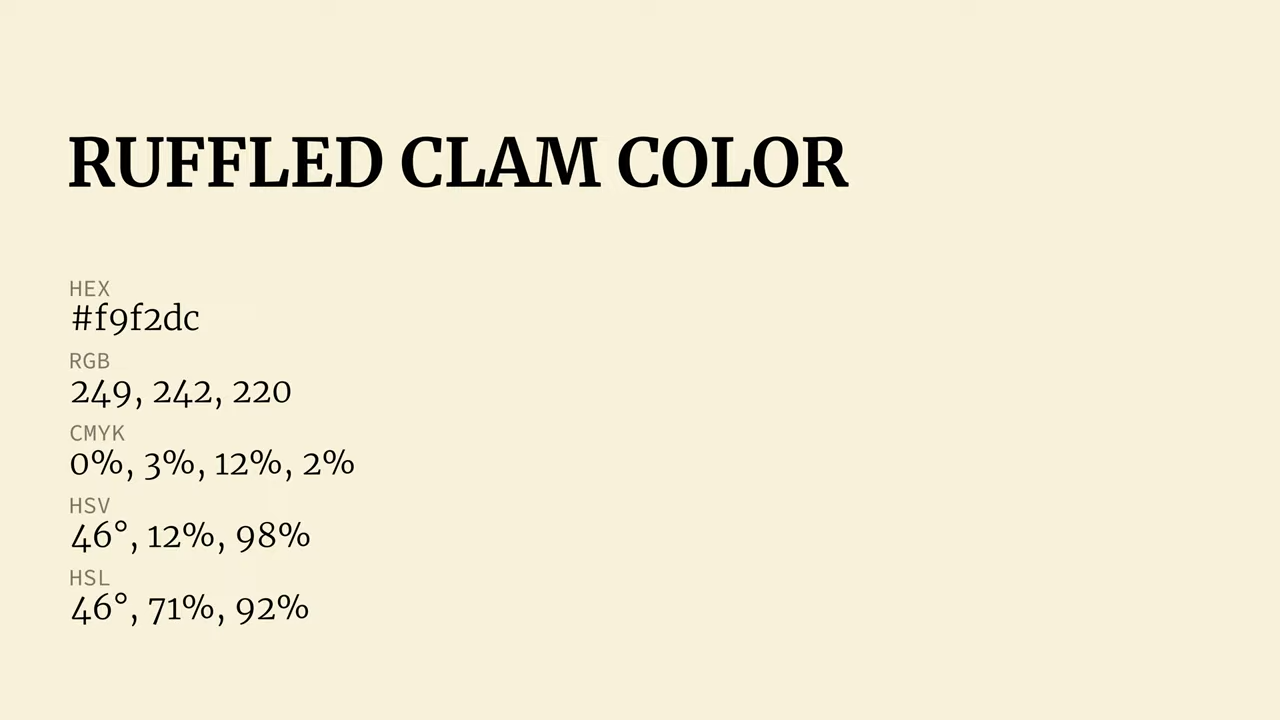 RUFFLED CLAM COLOR
HEX
#f9f2dc
RGB
249, 242, 220
CMYK
0%, 3%, 12%, 2%
HSV
46°, 12%, 98%
HSL
46°, 71%, 92%